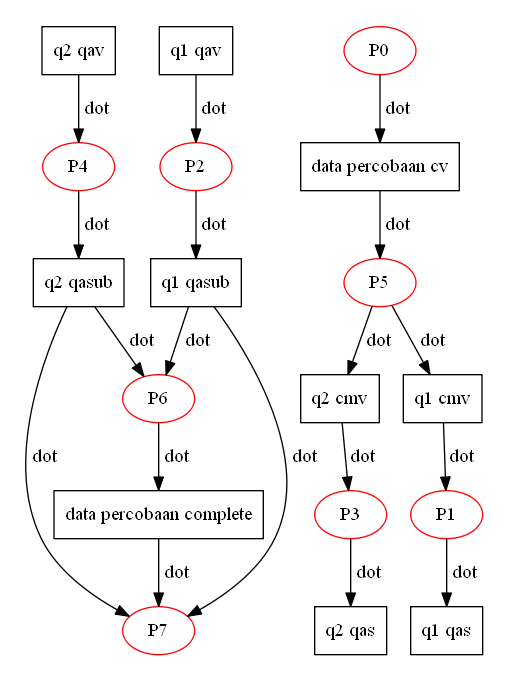 q2 qav
q1 qav
P0
dot
dot
dot
P4
P2
data percobaan cv
dot
dot
dot
q2 qasub
q1 qasub
P5
dot
dot
dot
dot
P6
q2 cmv
q1 cmv
dot
dot
dot
dot
dot
dot
data percobaan complete
P3
P1
dot
dot
dot
P7
q2 qas
q1 qas